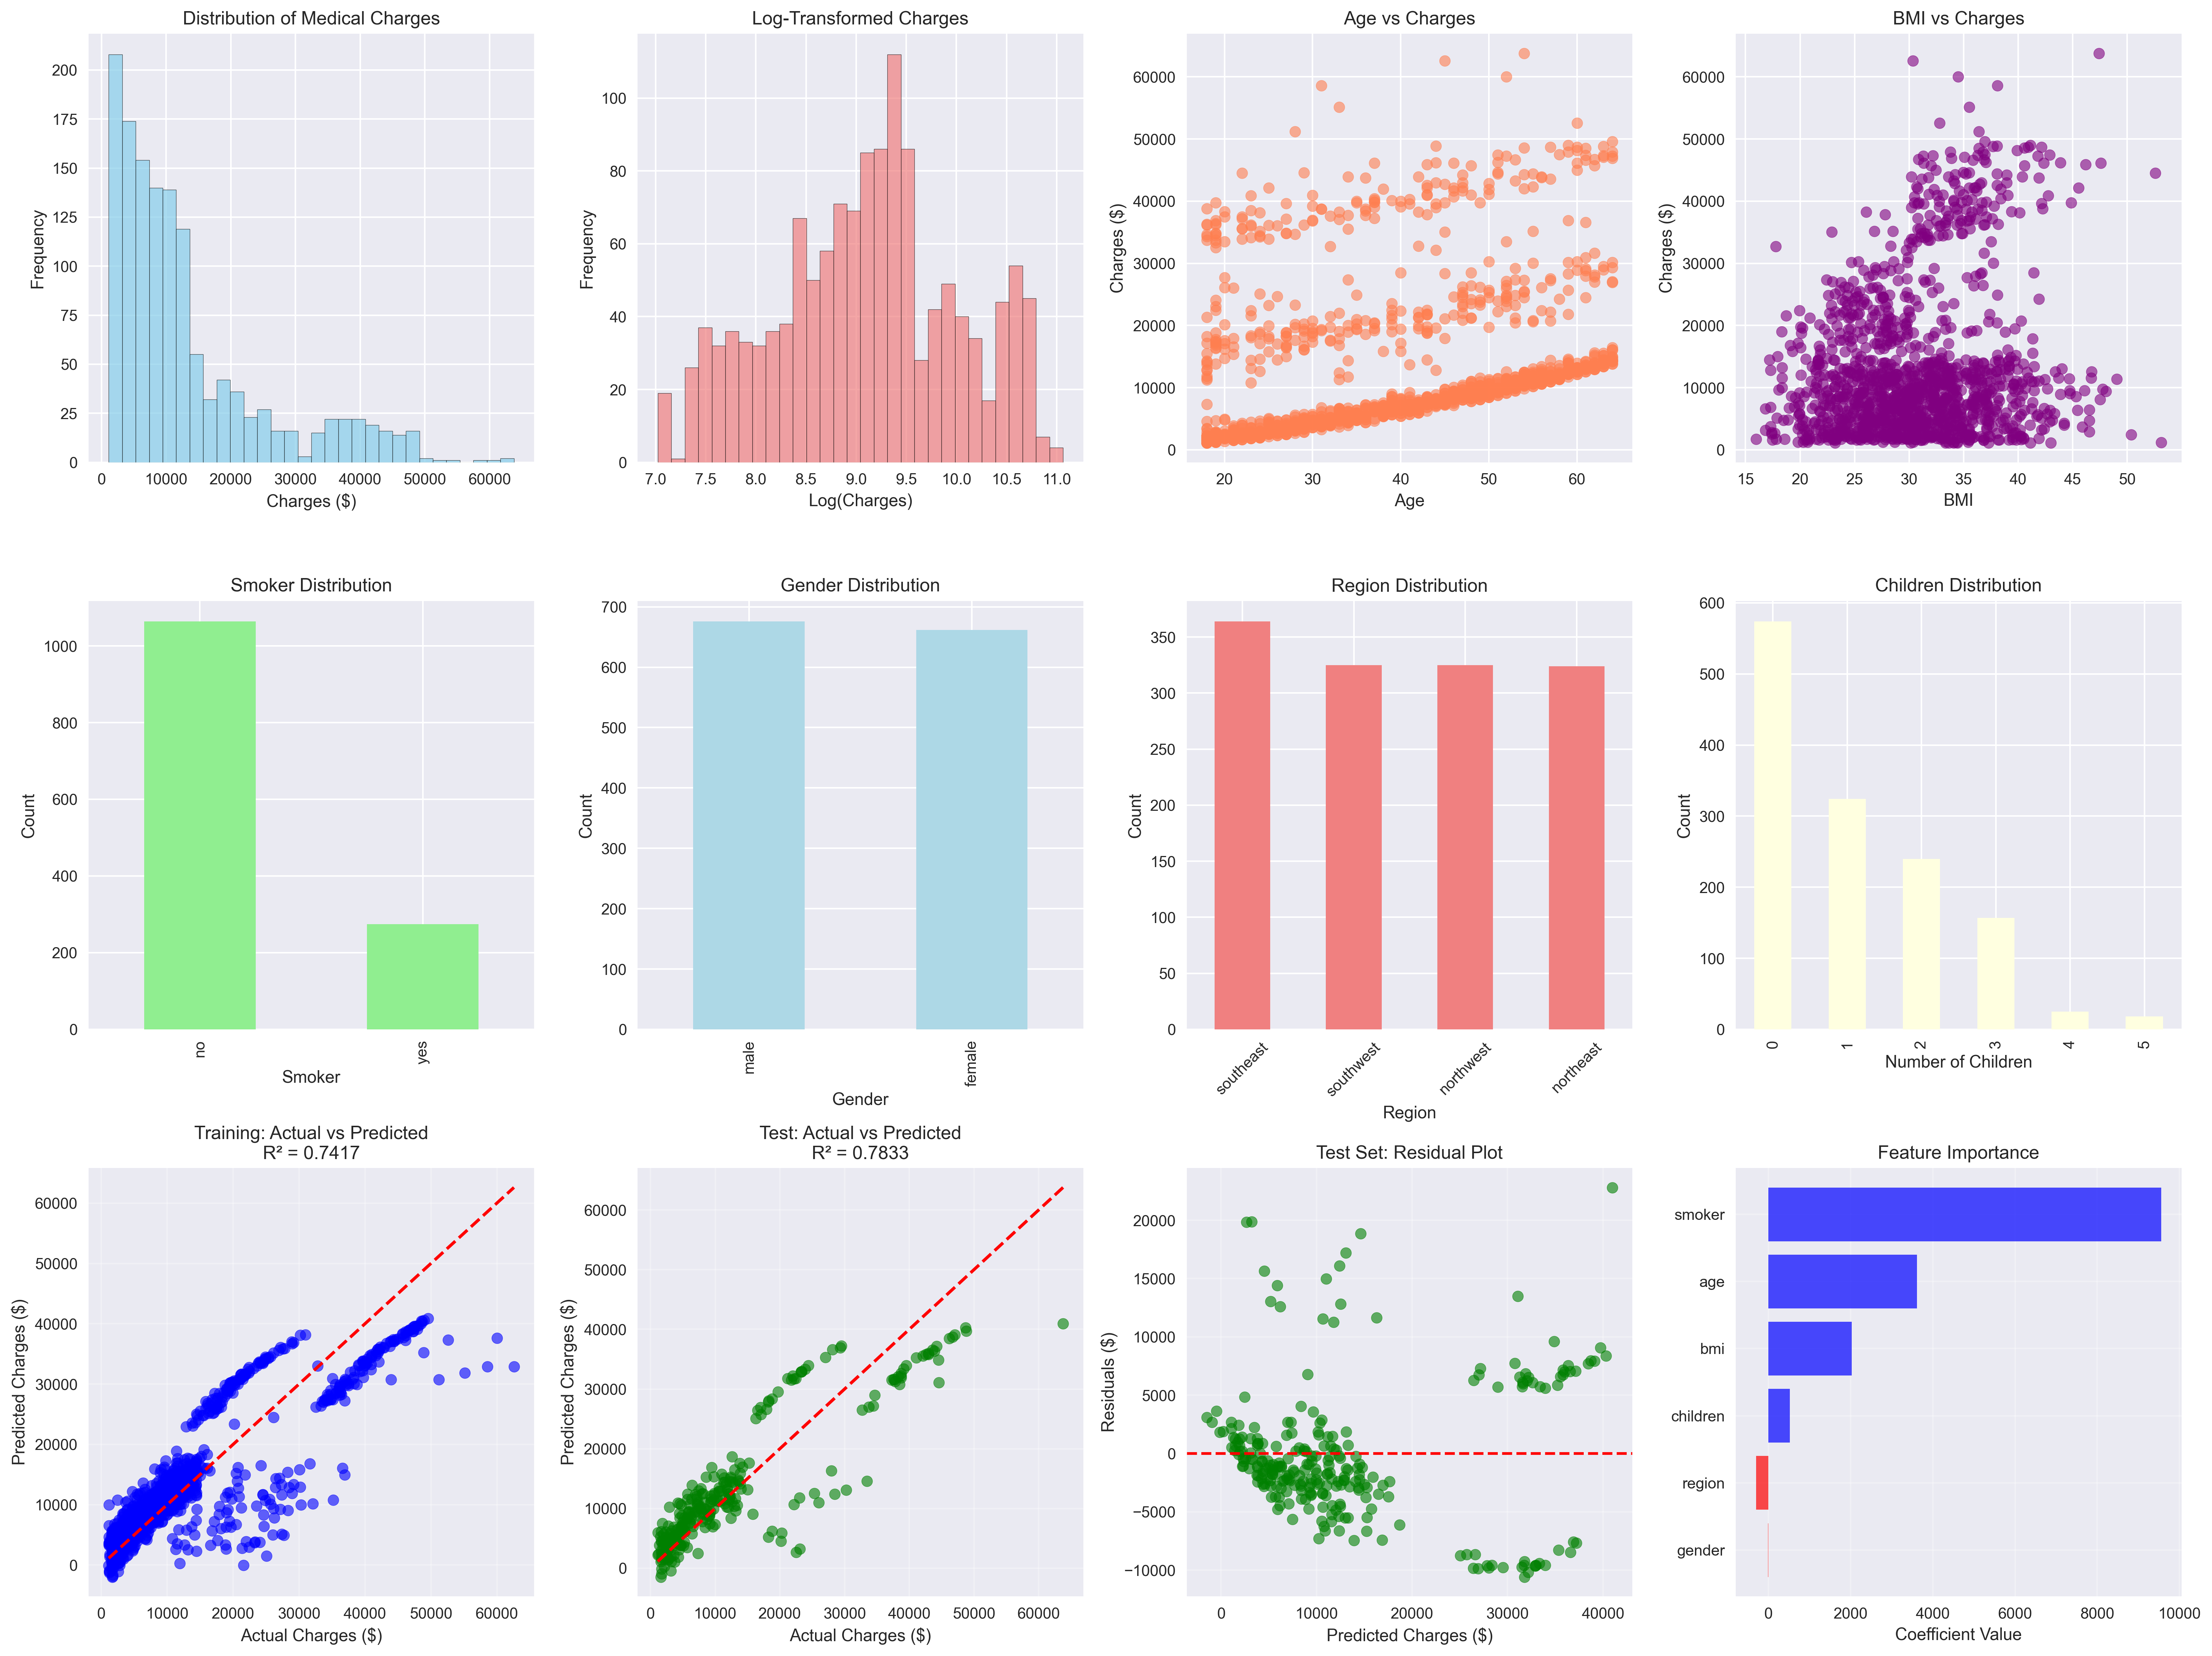 Distribution of Medical Charges
Frequency
200
175
150
125
100
75
50
25
0
0 10000 20000 30000 40000 50000 60000
Charges ($)
Log-Transformed Charges
Frequency
100
80
60
40
20
0
7.0 7.5 8.0 8.5 9.0 9.5 10.0 10.5 11.0
Log(Charges)
Age vs Charges
Charges ($)
60000
50000
40000
30000
20000
10000
0
20 30 40 50 60
Age
BMI vs Charges
Charges ($)
60000
50000
40000
30000
20000
10000
0
15 20 25 30 35 40 45 50
BMI
Smoker Distribution
Count
1000
800
600
400
200
0
no yes
Smoker
Gender Distribution
Count
700
600
500
400
300
200
100
0
male female
Gender
Region Distribution
Count
350
300
250
200
150
100
50
0
southeast southwest northwest northeast
Region
Children Distribution
Count
600
500
400
300
200
100
0
0 1 2 3 4 5
Number of Children
Training: Actual vs Predicted
R² = 0.7417
Predicted Charges ($)
60000
50000
40000
30000
20000
10000
0
0 10000 20000 30000 40000 50000 60000
Actual Charges ($)
Test: Actual vs Predicted
R² = 0.7833
Predicted Charges ($)
60000
50000
40000
30000
20000
10000
0
0 10000 20000 30000 40000 50000 60000
Actual Charges ($)
Test Set: Residual Plot
Residuals ($)
20000
15000
10000
5000
0
−5000
−10000
0 10000 20000 30000 40000
Predicted Charges ($)
Feature Importance
smoker
age
bmi
children
region
gender
0 2000 4000 6000 8000 10000
Coefficient Value